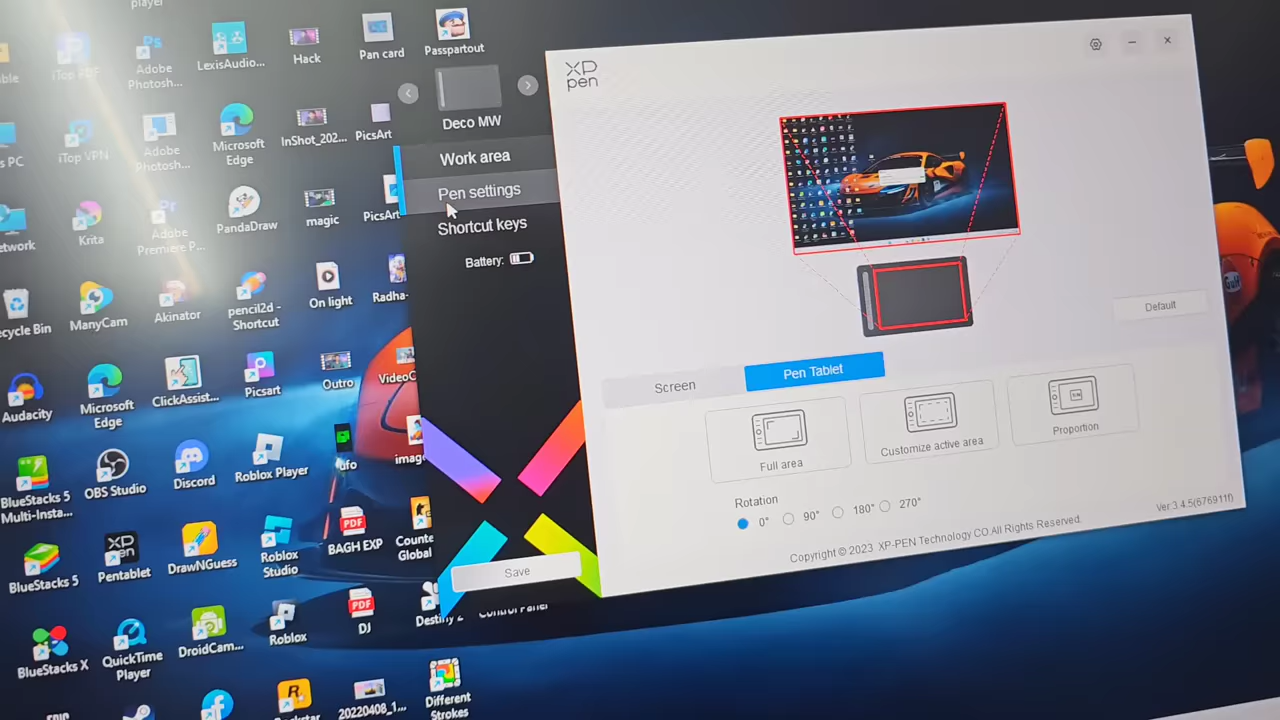 player
iTop PDF
Adobe
Photosh...
LexisAudio...
Hack
Pan card
Passpartout
s PC
iTop VPN
Adobe
Photosh...
Microsoft
Edge
InShot_202...
PicsArt
etwork
Krita
Adobe
Premiere P...
PandaDraw
magic
PicsArt
ecycle Bin
ManyCam
Akinator
pencil2d -
Shortcut
On light
Radha-
Audacity
Microsoft
Edge
ClickAssist...
Picsart
Outro
VideoC
BlueStacks 5
Multi-Insta...
OBS Studio
Discord
Roblox Player
ufo
image
BlueStacks 5
XP
pen
Pentablet
DrawNGuess
Roblox
Studio
PDF
BAGH EXP
Counte
Global
BlueStacks X
QuickTime
Player
DroidCam...
Roblox
PDF
DJ
Destiny 2
Control Panel
EPIC
Rockstar
20220408_1...
Different
Strokes
Deco MW
Work area
Pen settings
Shortcut keys
Battery:
Save
XP
pen
Default
Screen
Pen Tablet
Full area
Customize active area
Proportion
Rotation
0°
90°
180°
270°
Copyright © 2023 XP-PEN Technology CO.All Rights Reserved.
Ver:3.4.5(676911f)